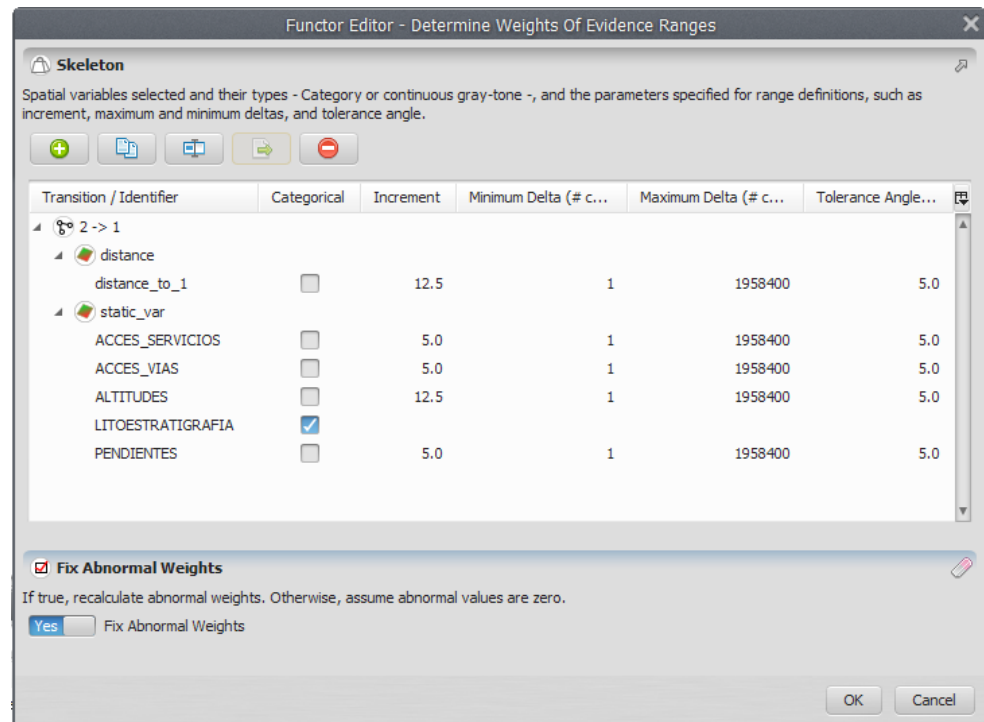 Functor Editor - Determine Weights Of Evidence Ranges
Skeleton
Spatial variables selected and their types - Category or continuous gray-tone -, and the parameters specified for range definitions, such as
increment, maximum and minimum deltas, and tolerance angle.
Transition / Identifier Categorical Increment Minimum Delta (# c... Maximum Delta (# c... Tolerance Angle...
2 -> 1
distance
distance_to_1 12.5 1 1958400 5.0
static_var
ACCES_SERVICIOS 5.0 1 1958400 5.0
ACCES_VIAS 5.0 1 1958400 5.0
ALTITUDES 12.5 1 1958400 5.0
LITOESTRATIGRAFIA
PENDIENTES 5.0 1 1958400 5.0
Fix Abnormal Weights
If true, recalculate abnormal weights. Otherwise, assume abnormal values are zero.
Yes Fix Abnormal Weights
OK Cancel